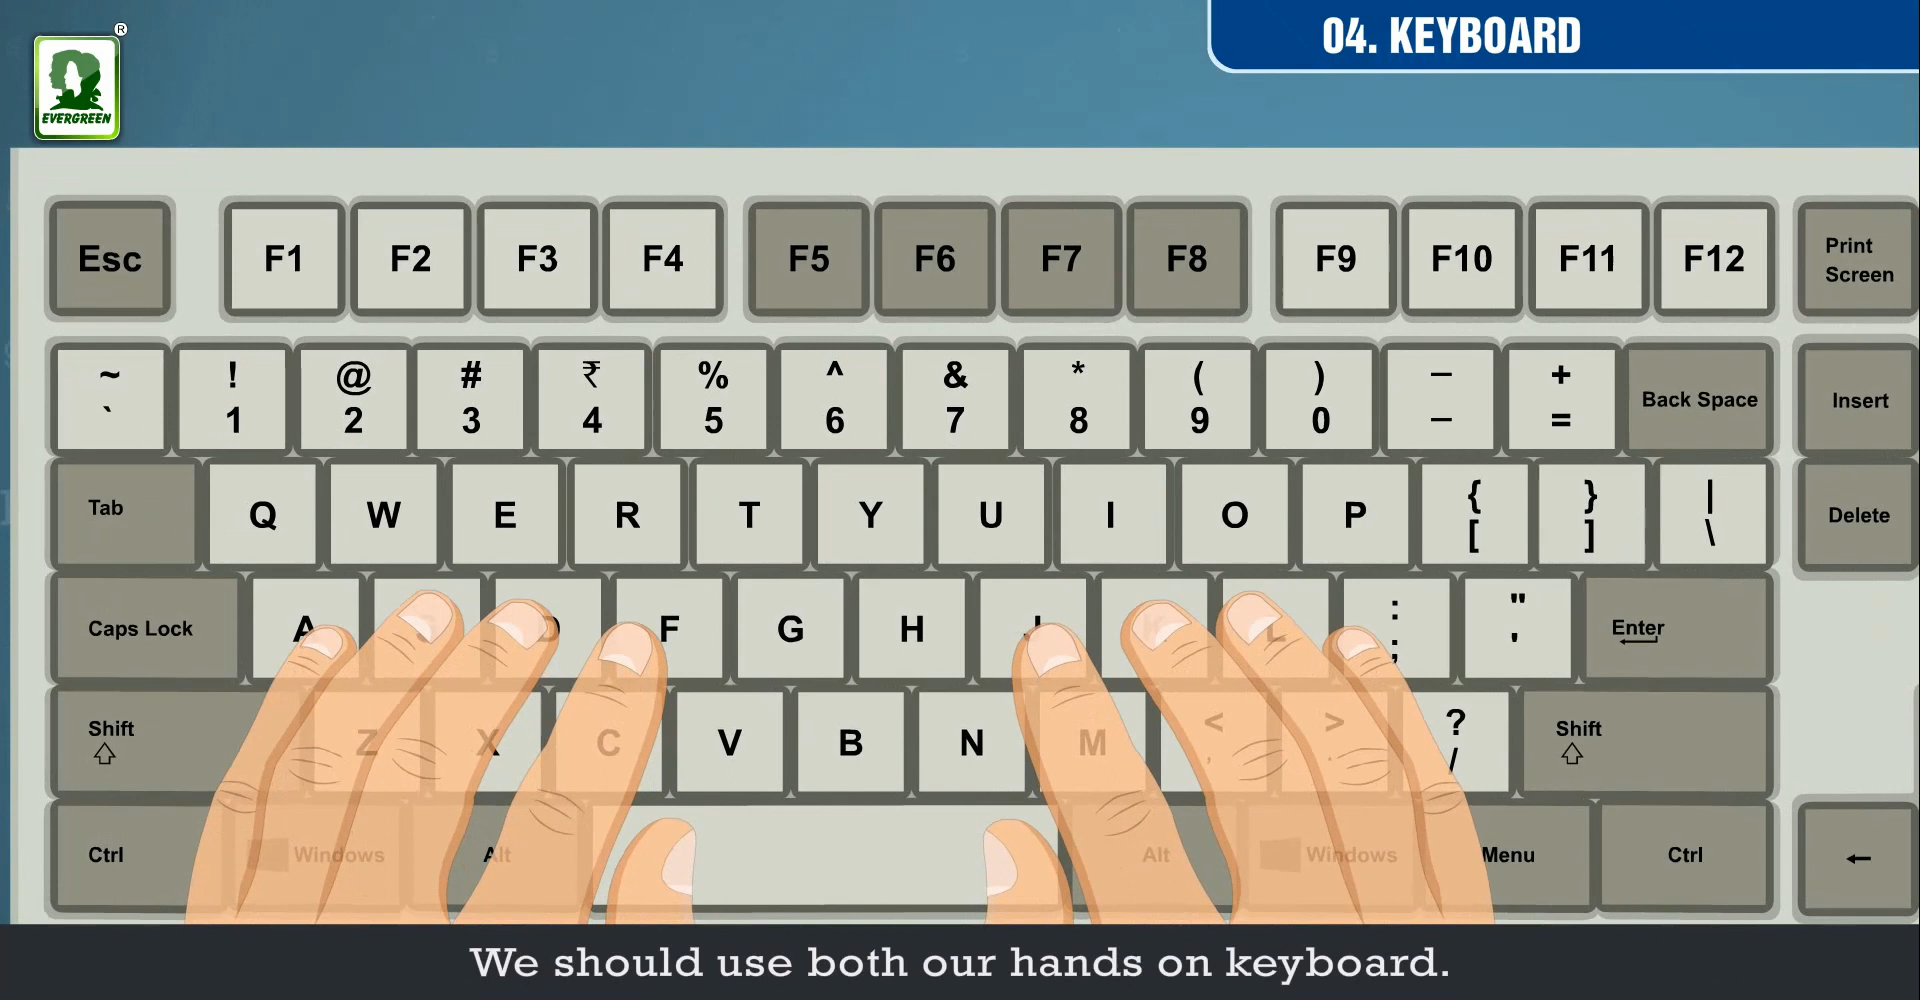 04. KEYBOARD
®
EVERGREEN
Esc F1 F2 F3 F4 F5 F6 F7 F8 F9 F10 F11 F12 Print Screen
~ ! @ # ₹ % ^ & * ( ) — +
` 1 2 3 4 5 6 7 8 9 0 – = Back Space Insert
Tab Q W E R T Y U I O P { [ } ] | \ Delete
Caps Lock A S D F G H J K L : ; " ' Enter
Shift Z X C V B N M < , > . ? / Shift
Ctrl Windows Alt Alt Windows Menu Ctrl ←
We should use both our hands on keyboard.